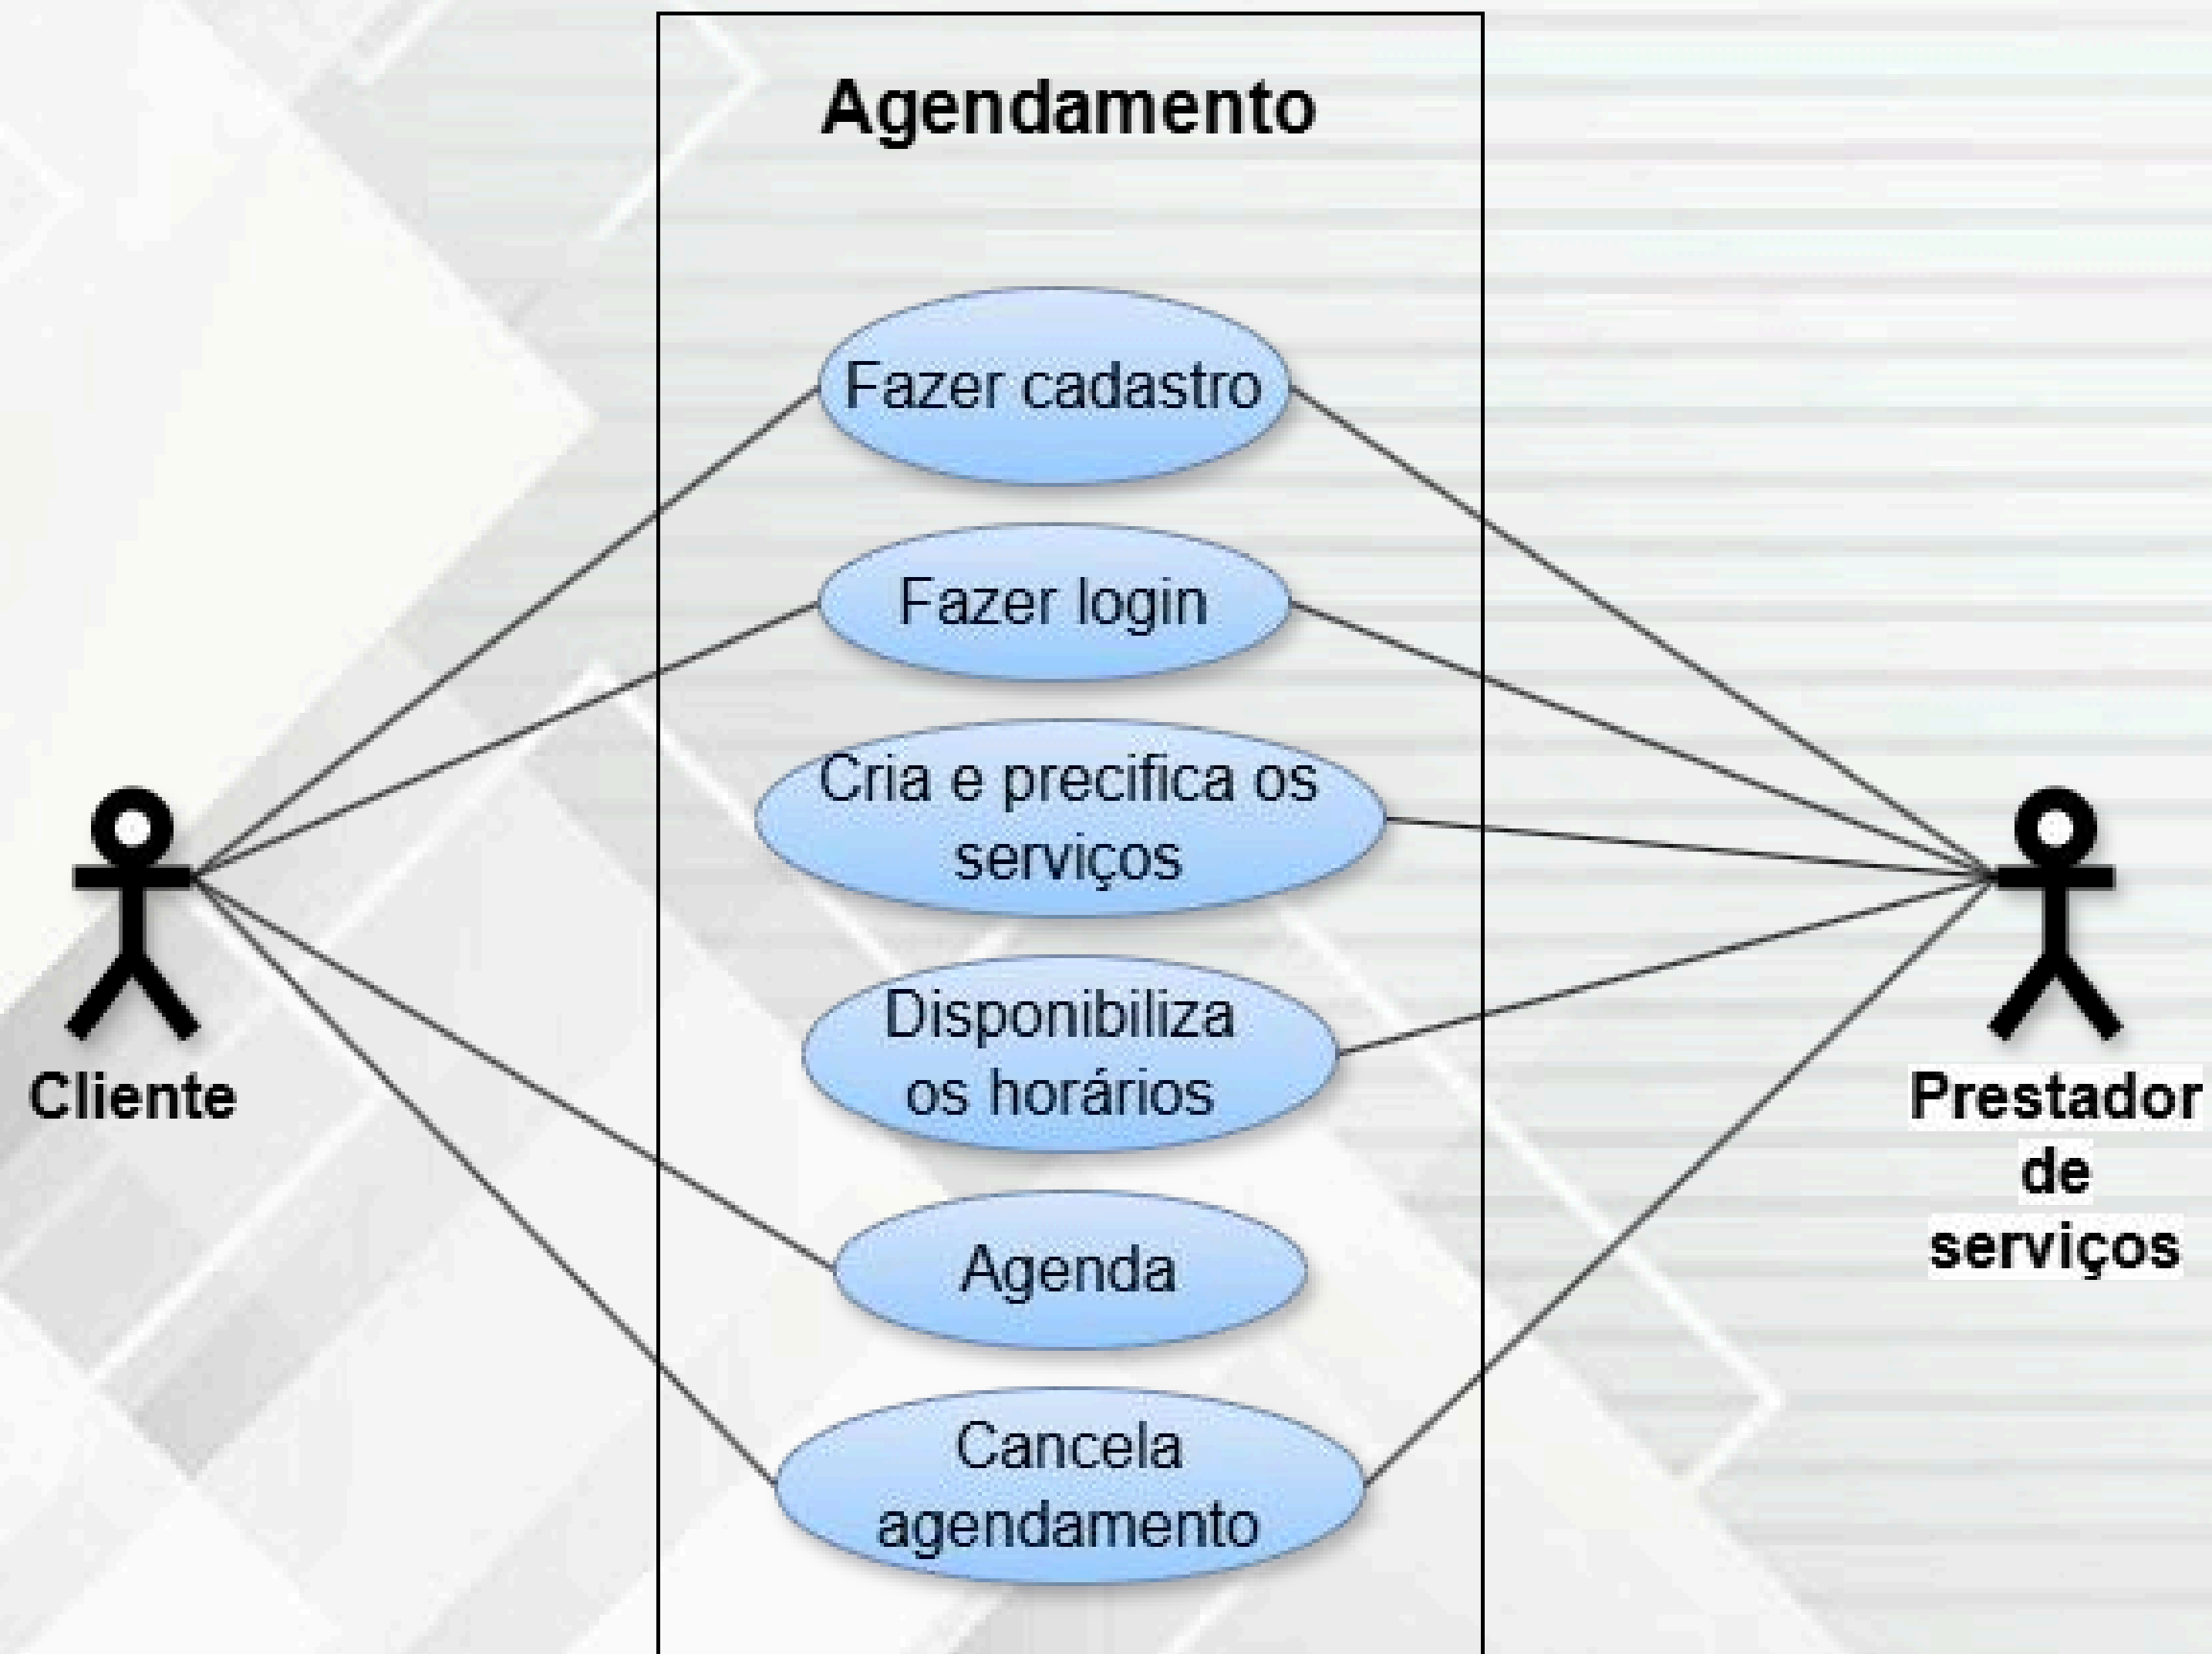 Agendamento
Fazer cadastro
Fazer login
Cria e precifica os
serviços
Disponibiliza
os horários
Agenda
Cancela
agendamento
Cliente
Prestador
de
serviços